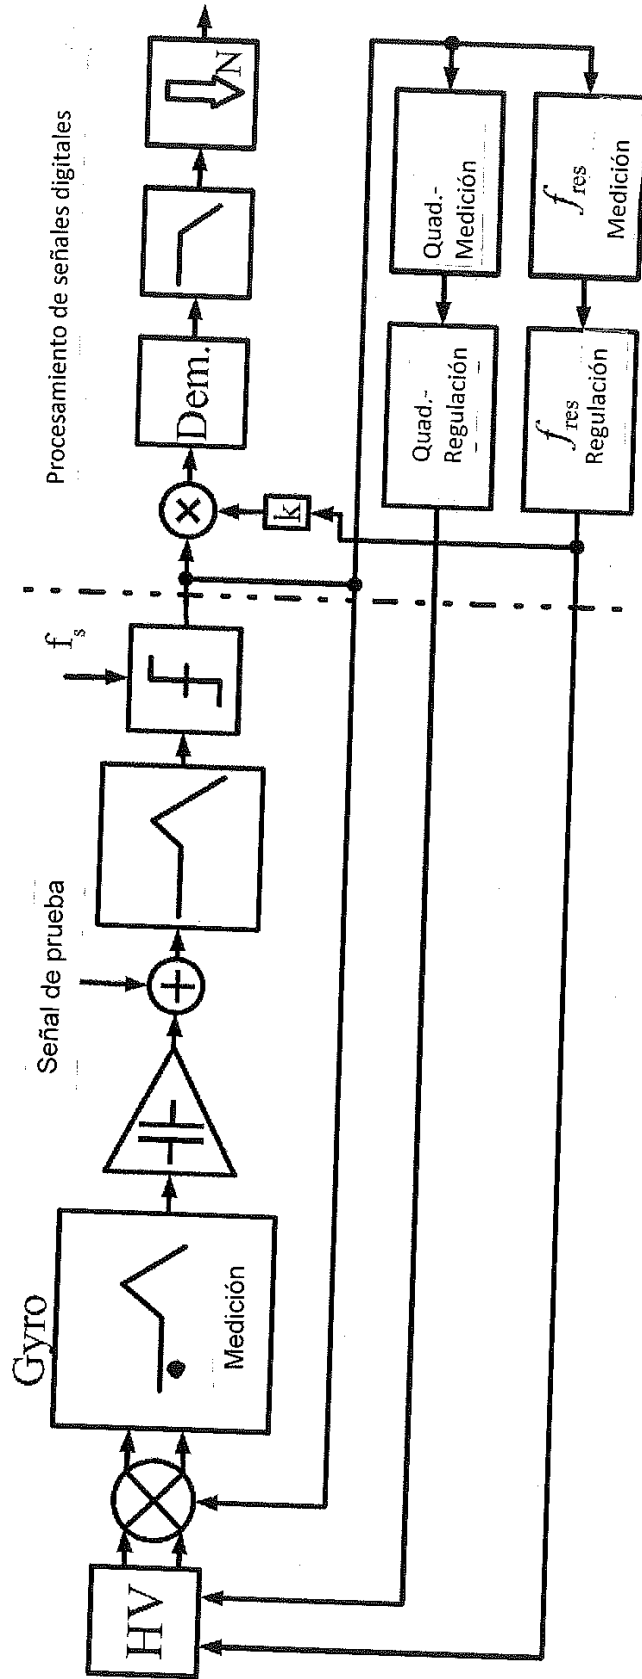 Procesamiento de señales digitales
Gyro
Señal de prueba
f_s
HV
Medición
Dem.
N
k
Quad.-
Regulación
Quad.-
Medición
f_res
Regulación
f_res
Medición